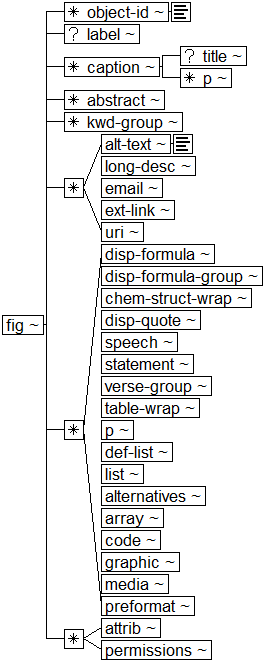 * object-id ~
? label ~
* caption ~
? title ~
* p ~
* abstract ~
* kwd-group ~
*
alt-text ~
long-desc ~
email ~
ext-link ~
uri ~
fig ~
*
disp-formula ~
disp-formula-group ~
chem-struct-wrap ~
disp-quote ~
speech ~
statement ~
verse-group ~
table-wrap ~
p ~
def-list ~
list ~
alternatives ~
array ~
code ~
graphic ~
media ~
preformat ~
*
attrib ~
permissions ~